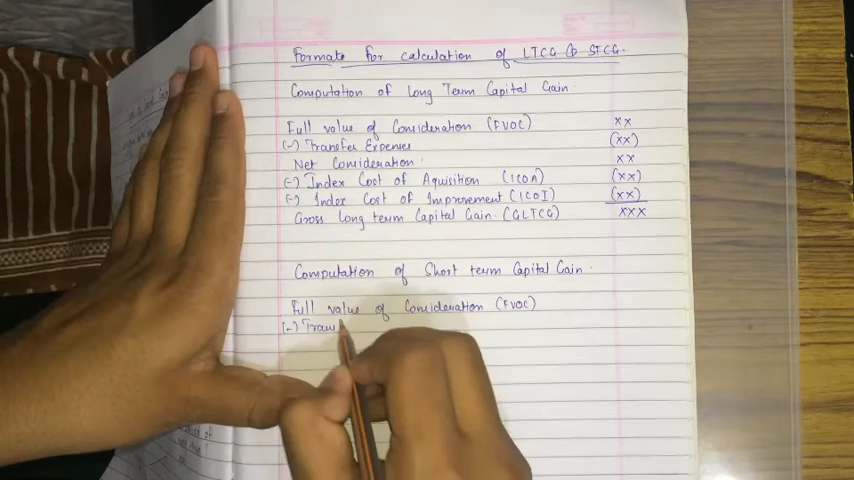 Formate for calculation of LTCG & STCG.
Computation of Long Term Capital Gain.
Full value of Consideration (FVOC) xx
(-) Transfer Expenses (xx)
Net Consideration. xx
(-) Index Cost of Aquisition (ICOA) (xx)
(-) Index Cost of Improvement (ICOI) (xx)
Gross Long term Capital Gain. (GLTCG) xxx
Computation of Short term Capital Gain.
Full value of Consideration (FVOC)
(-) Transf